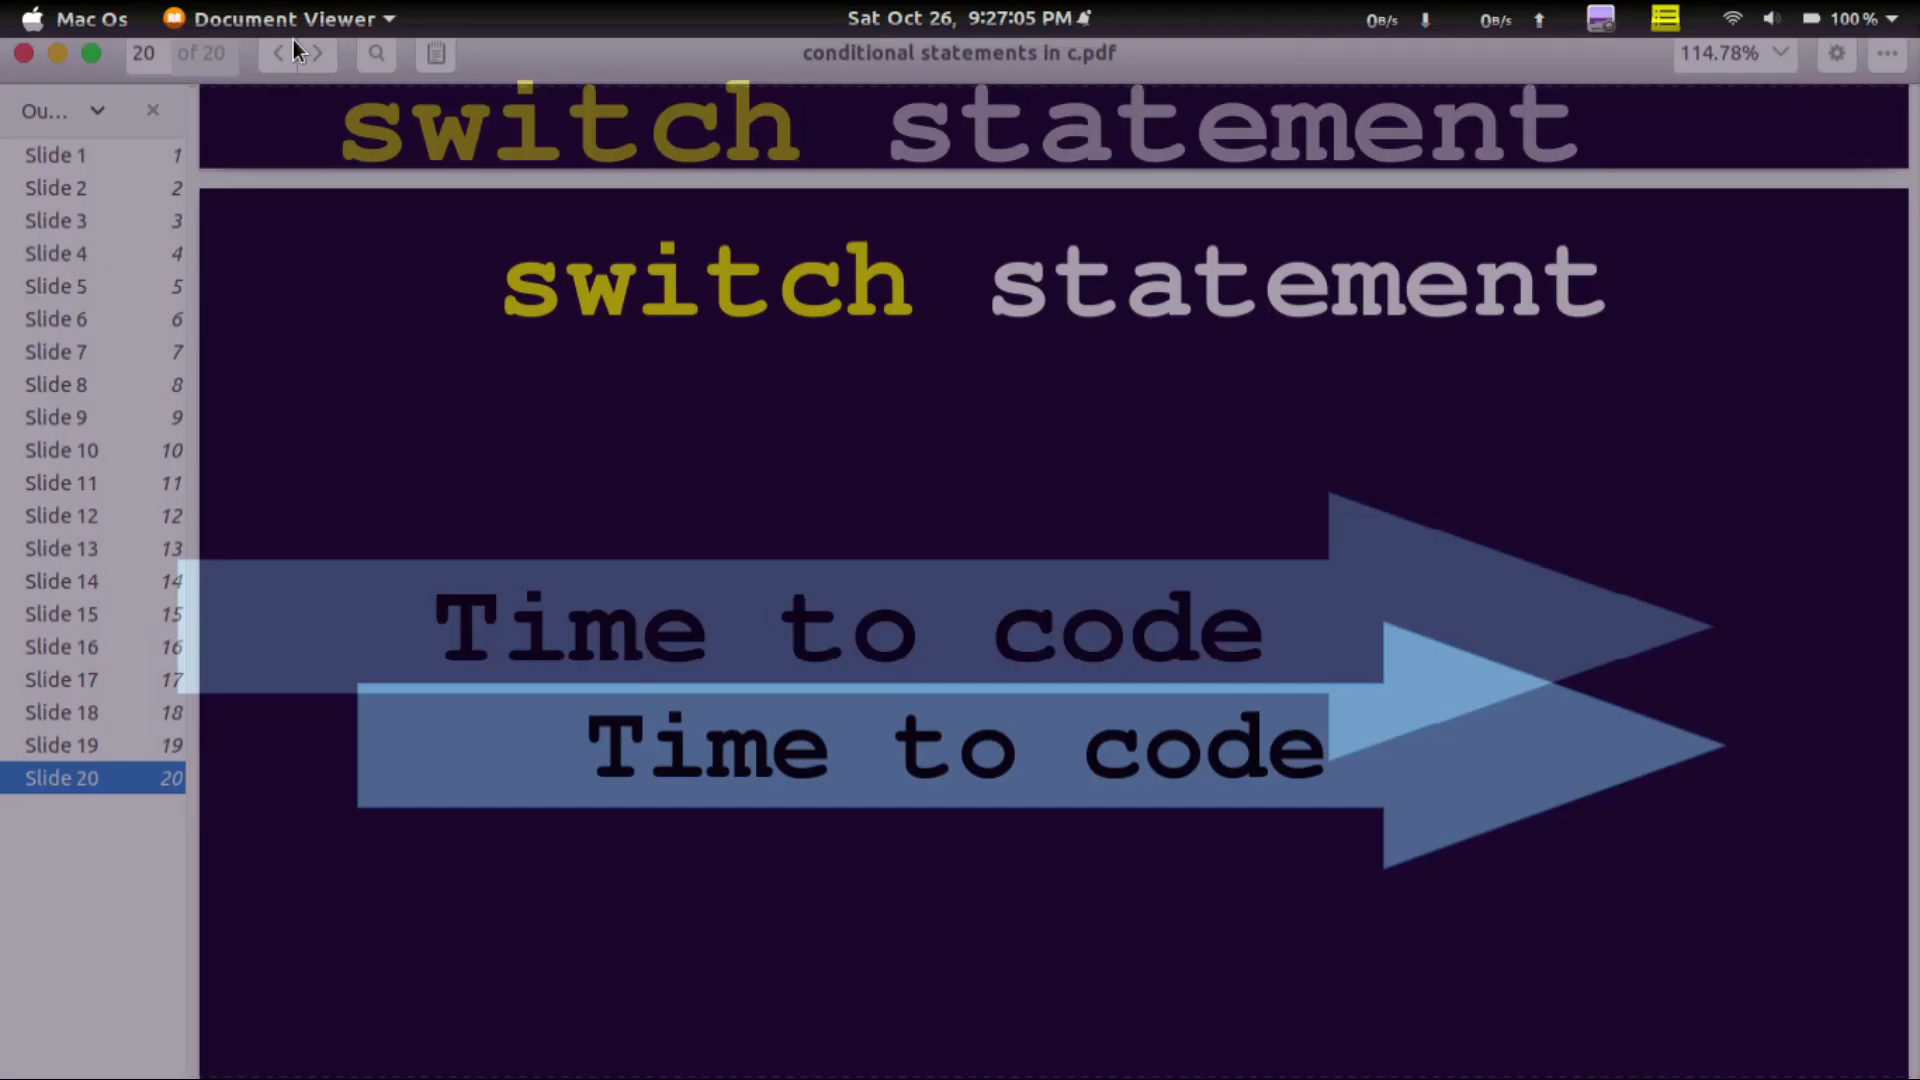 Mac Os Document Viewer Sat Oct 26, 9:27:05 PM 0B/s 0B/s 100 %
20 of 20 conditional statements in c.pdf 114.78%
Ou...
switch statement
Slide 1 1
Slide 2 2
Slide 3 3
Slide 4 4
Slide 5 5
Slide 6 6
Slide 7 7
Slide 8 8
Slide 9 9
Slide 10 10
Slide 11 11
Slide 12 12
Slide 13 13
Slide 14 14
Slide 15 15
Slide 16 16
Slide 17 17
Slide 18 18
Slide 19 19
Slide 20 20
switch statement
Time to code
Time to code